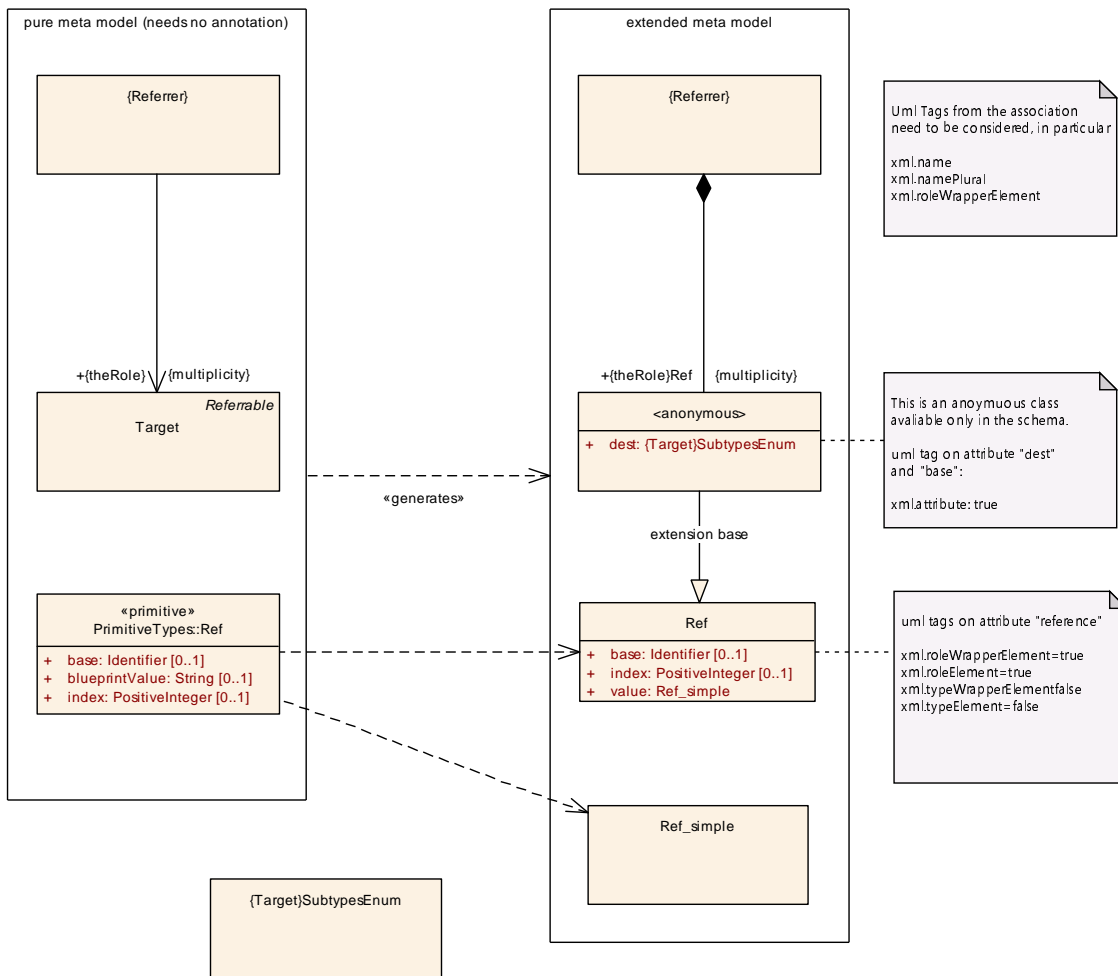 pure meta model (needs no annotation)
{Referrer}
+{theRole}
{multiplicity}
Referrable
Target
«primitive»
PrimitiveTypes::Ref
+ base: Identifier [0..1]
+ blueprintValue: String [0..1]
+ index: PositiveInteger [0..1]
«generates»
extended meta model
{Referrer}
+{theRole}Ref
{multiplicity}
<anonymous>
+ dest: {Target}SubtypesEnum
extension base
Ref
+ base: Identifier [0..1]
+ index: PositiveInteger [0..1]
+ value: Ref_simple
Ref_simple
{Target}SubtypesEnum
Uml Tags from the association
need to be considered, in particular
xml.name
xml.namePlural
xml.roleWrapperElement
This is an anoymuous class
avaliable only in the schema.
uml tag on attribute "dest"
and "base":
xml.attribute: true
uml tags on attribute "reference"
xml.roleWrapperElement=true
xml.roleElement=true
xml.typeWrapperElementfalse
xml.typeElement=false